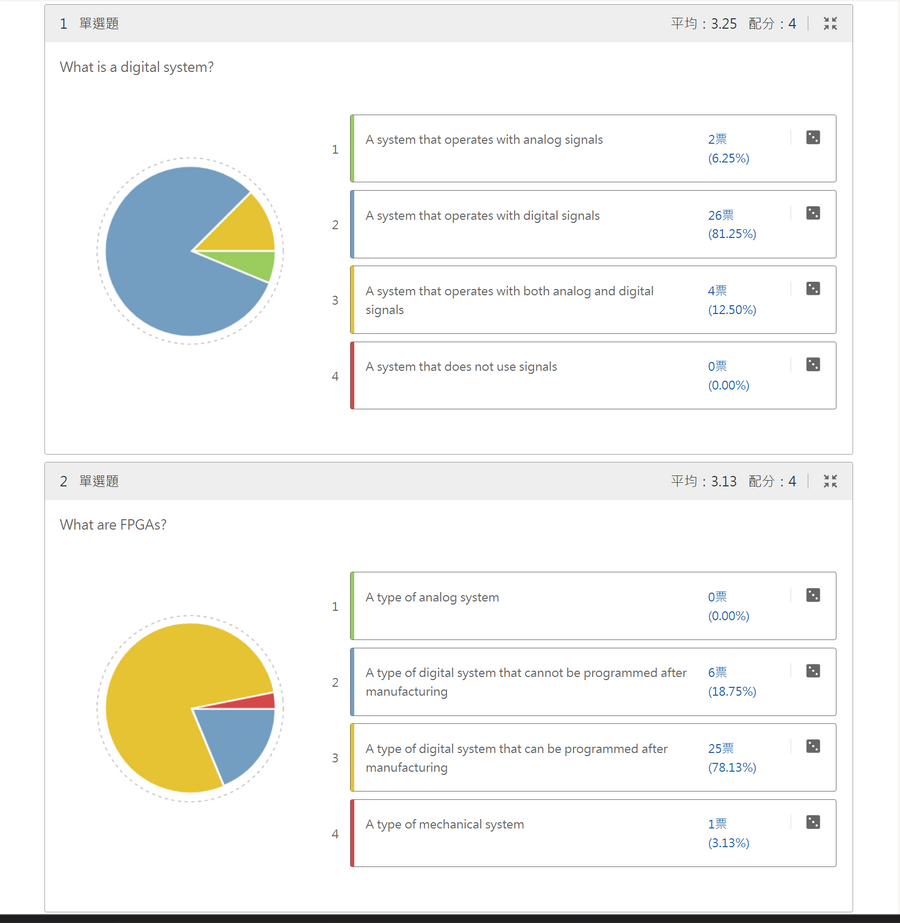 1 單選題 平均：3.25 配分：4
What is a digital system?
1 A system that operates with analog signals 2票
(6.25%)
2 A system that operates with digital signals 26票
(81.25%)
3 A system that operates with both analog and digital 4票
signals (12.50%)
4 A system that does not use signals 0票
(0.00%)
2 單選題 平均：3.13 配分：4
What are FPGAs?
1 A type of analog system 0票
(0.00%)
2 A type of digital system that cannot be programmed after 6票
manufacturing (18.75%)
3 A type of digital system that can be programmed after 25票
manufacturing (78.13%)
4 A type of mechanical system 1票
(3.13%)